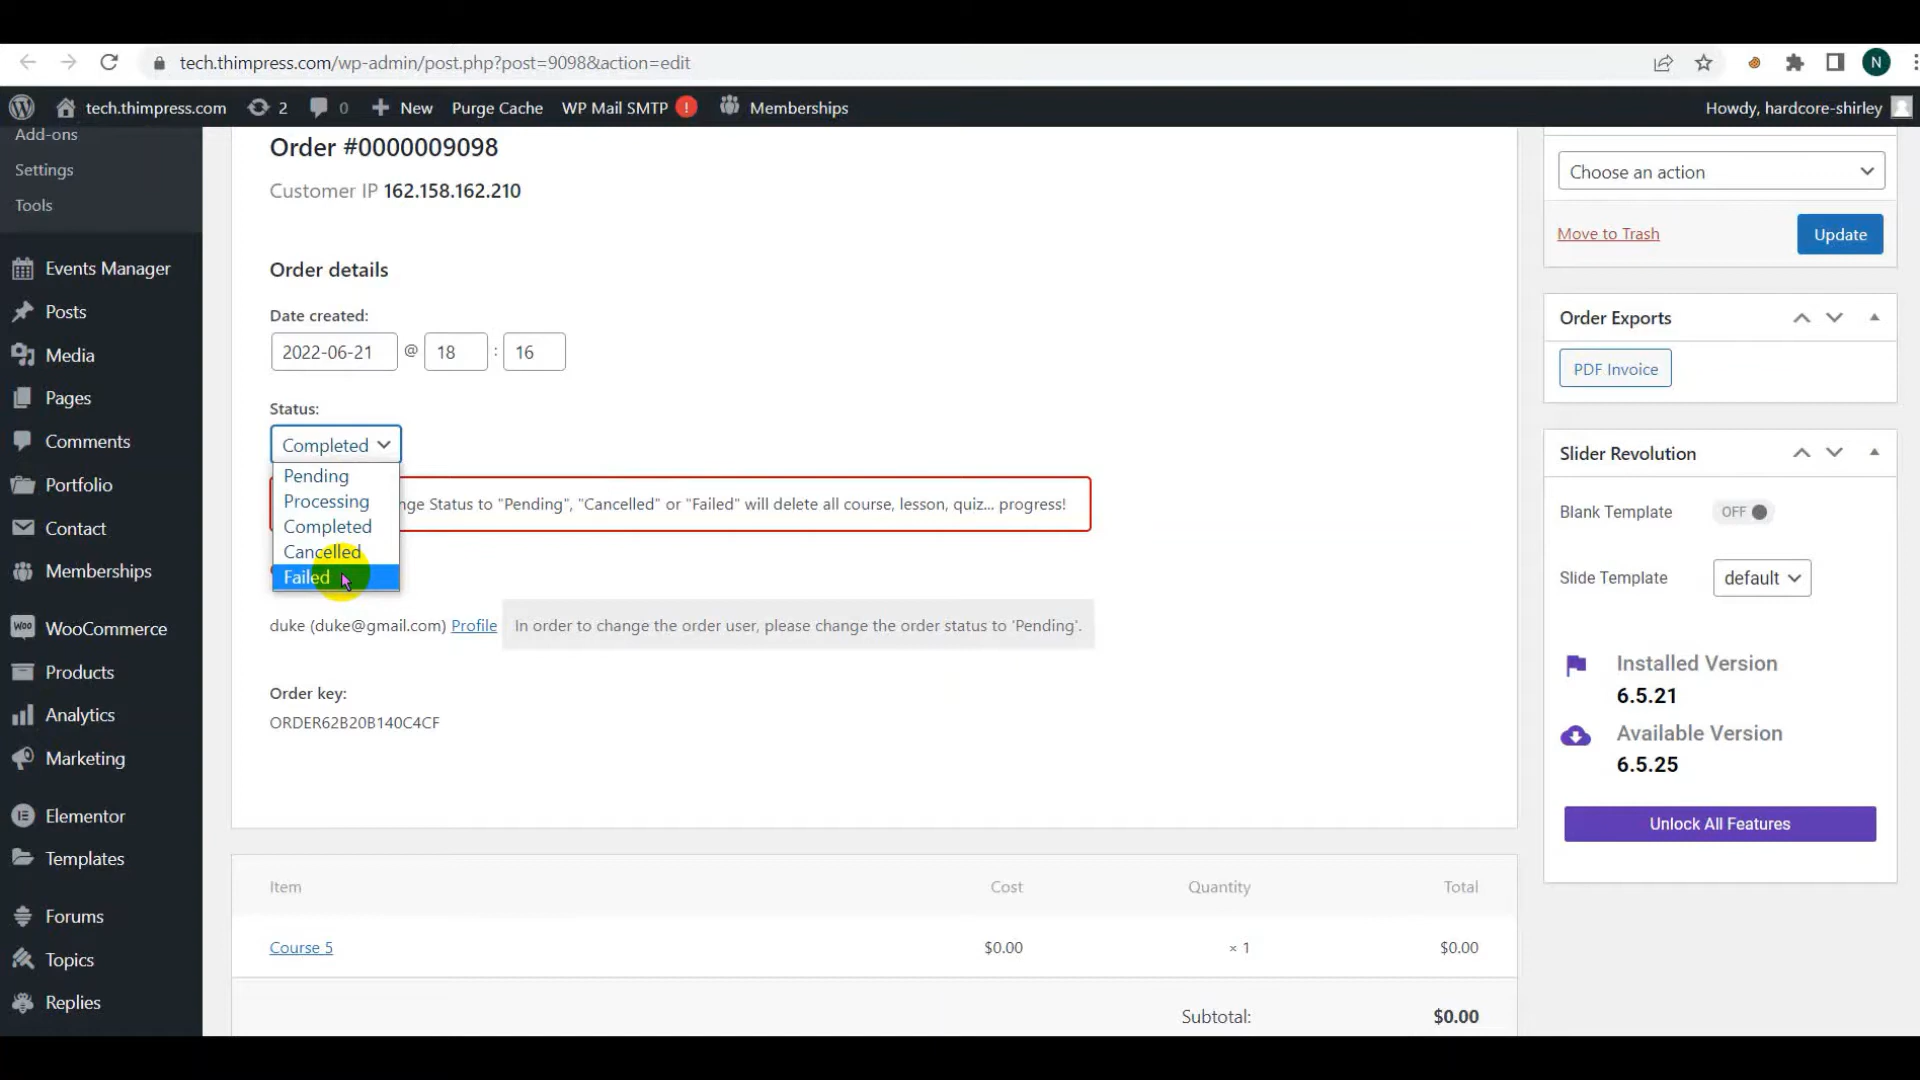 tech.thimpress.com/wp-admin/post.php?post=9098&action=edit
N
tech.thimpress.com 2 0 New Purge Cache WP Mail SMTP ! Memberships Howdy, hardcore-shirley
Add-ons
Settings
Tools
Events Manager
Posts
Media
Pages
Comments
Portfolio
Contact
Memberships
WooCommerce
Products
Analytics
Marketing
Elementor
Templates
Forums
Topics
Replies
Order #0000009098
Customer IP 162.158.162.210
Order details
Date created:
2022-06-21 @ 18 : 16
Status:
Completed
Pending
Processing
Completed
Cancelled
Failed
nge Status to "Pending", "Cancelled" or "Failed" will delete all course, lesson, quiz... progress!
duke (duke@gmail.com) Profile In order to change the order user, please change the order status to 'Pending'.
Order key:
ORDER62B20B140C4CF
Item Cost Quantity Total
Course 5 $0.00 × 1 $0.00
Subtotal: $0.00
Choose an action
Move to Trash Update
Order Exports
PDF Invoice
Slider Revolution
Blank Template OFF
Slide Template default
Installed Version
6.5.21
Available Version
6.5.25
Unlock All Features